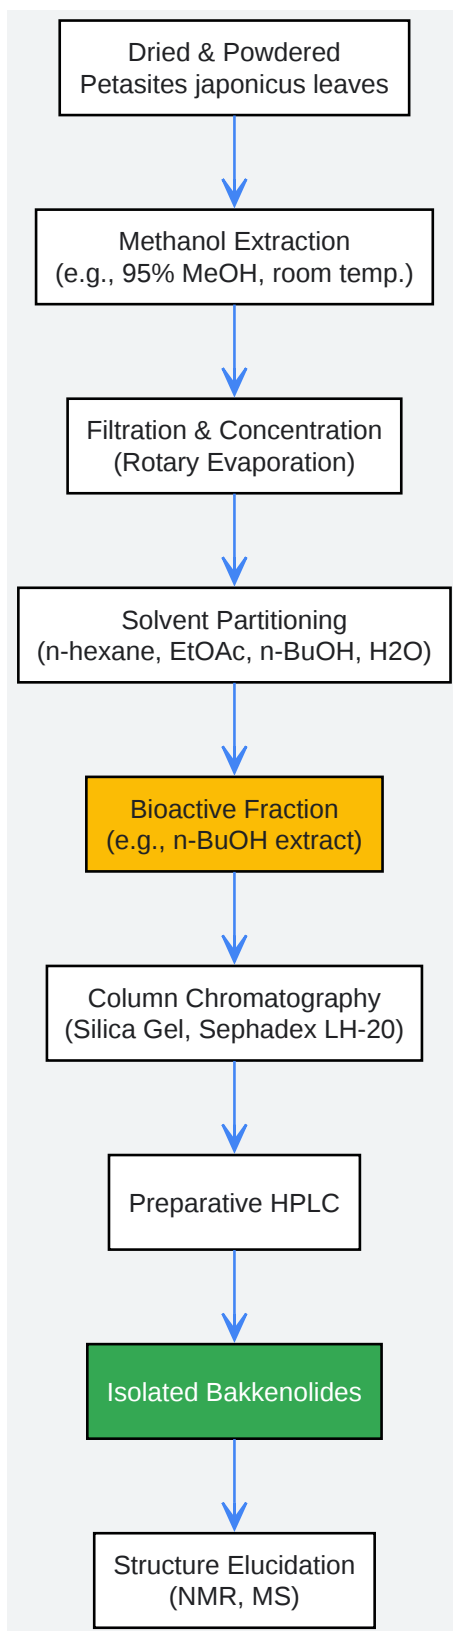 Dried & Powdered
Petasites japonicus leaves
Methanol Extraction
(e.g., 95% MeOH, room temp.)
Filtration & Concentration
(Rotary Evaporation)
Solvent Partitioning
(n-hexane, EtOAc, n-BuOH, H2O)
Bioactive Fraction
(e.g., n-BuOH extract)
Column Chromatography
(Silica Gel, Sephadex LH-20)
Preparative HPLC
Isolated Bakkenolides
Structure Elucidation
(NMR, MS)